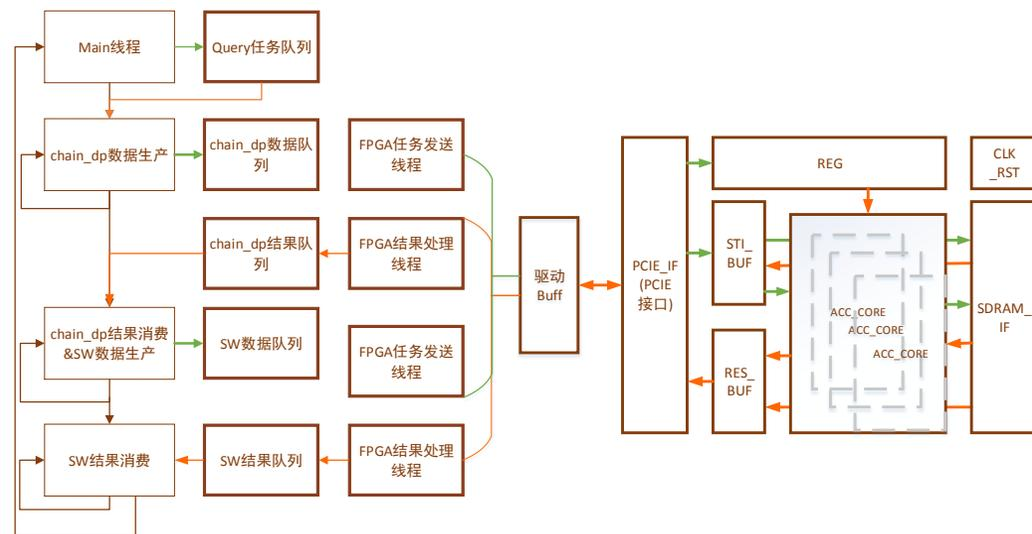 Main线程
Query任务队列
chain_dp数据生产
chain_dp数据队
列
FPGA任务发送
线程
chain_dp结果队
列
FPGA结果处理
线程
chain_dp结果消费
&SW数据生产
SW数据队列
FPGA任务发送
线程
SW结果消费
SW结果队列
FPGA结果处理
线程
驱动
Buff
PCIE_IF
(PCIE
接口)
REG
CLK
_RST
STI_
BUF
RES_
BUF
ACC_CORE
ACC_CORE
ACC_CORE
SDRAM_
IF